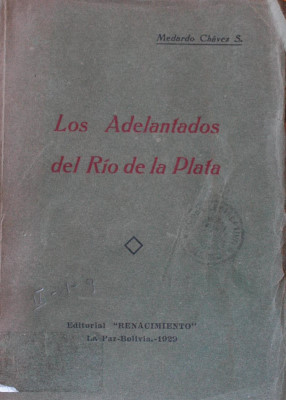 Medardo Chávez S.
Los Adelantados
del Río de la Plata
Editorial "RENACIMIENTO"
La Paz-Bolivia.-1929